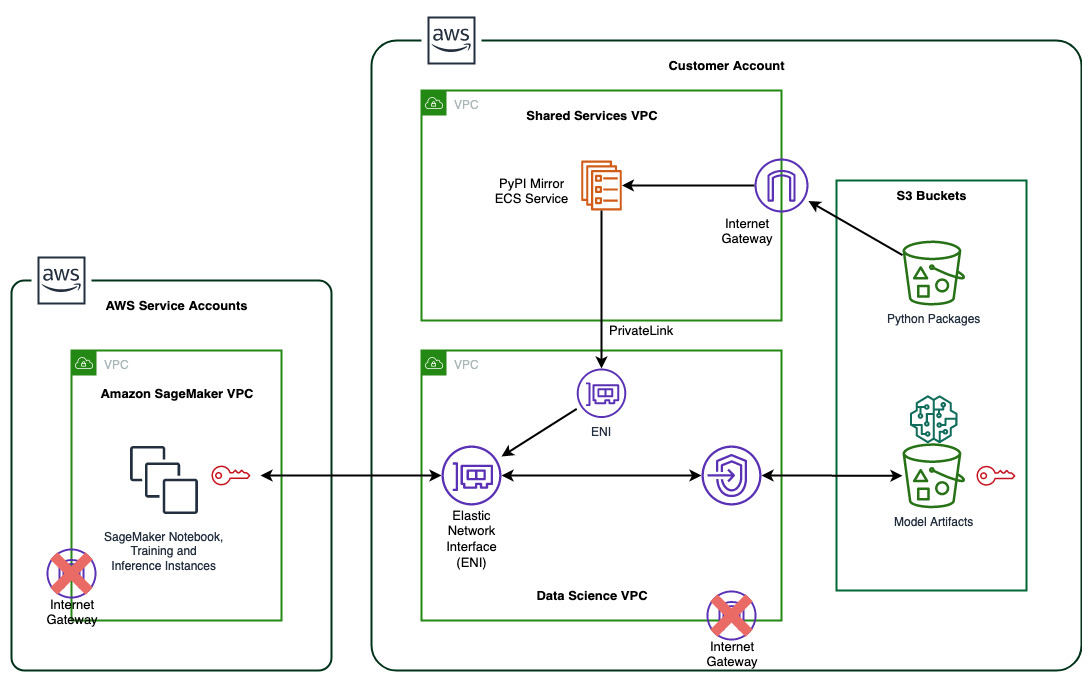 aws
Customer Account
VPC
Shared Services VPC
PyPI Mirror
ECS Service
Internet
Gateway
S3 Buckets
Python Packages
PrivateLink
aws
AWS Service Accounts
VPC
Amazon SageMaker VPC
SageMaker Notebook,
Training and
Inference Instances
Internet
Gateway
VPC
ENI
Elastic
Network
Interface
(ENI)
Data Science VPC
Internet
Gateway
Model Artifacts